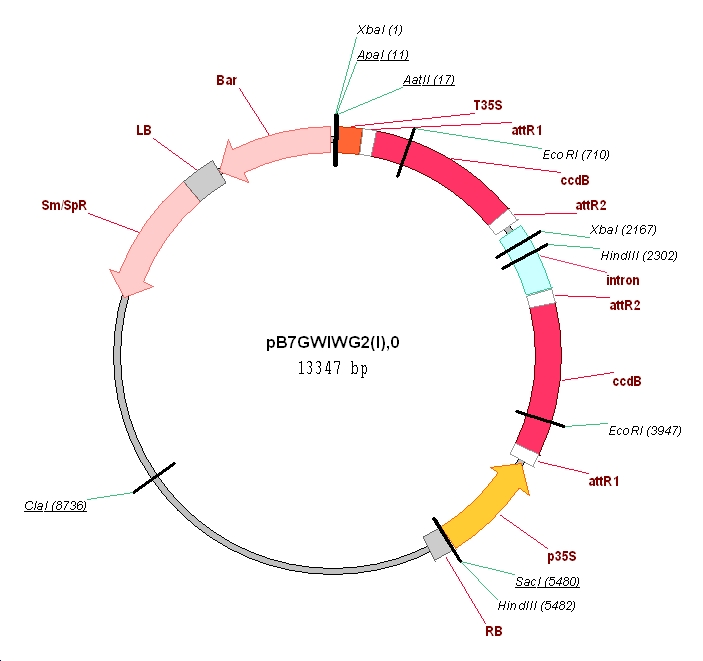 XbaI (1)
ApaI (11)
AatII (17)
Bar
T35S
attR1
LB
EcoRI (710)
ccdB
Sm/SpR
attR2
XbaI (2167)
HindIII (2302)
intron
attR2
pB7GWIWG2(I),0
13347 bp
ccdB
EcoRI (3947)
attR1
ClaI (8736)
p35S
SacI (5480)
HindIII (5482)
RB